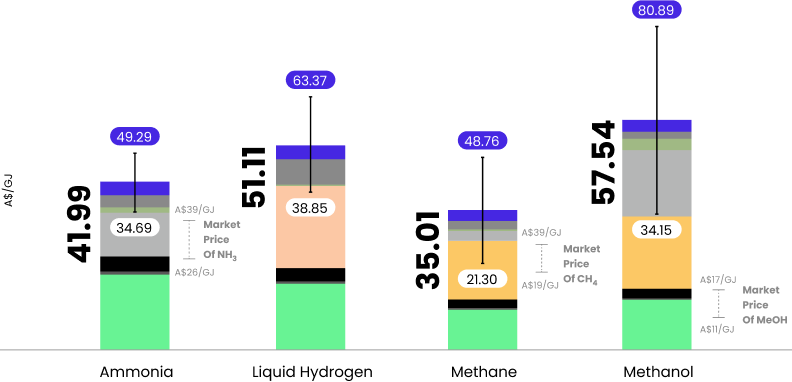 80.89
63.37
49.29
48.76
57.54
51.11
41.99
35.01
A$/GJ
A$39/GJ
Market
Price
Of NH3
A$26/GJ
34.69
38.85
34.15
A$39/GJ
Market
Price
Of CH4
A$19/GJ
21.30
A$17/GJ
Market
Price
Of MeOH
A$11/GJ
Ammonia
Liquid Hydrogen
Methane
Methanol